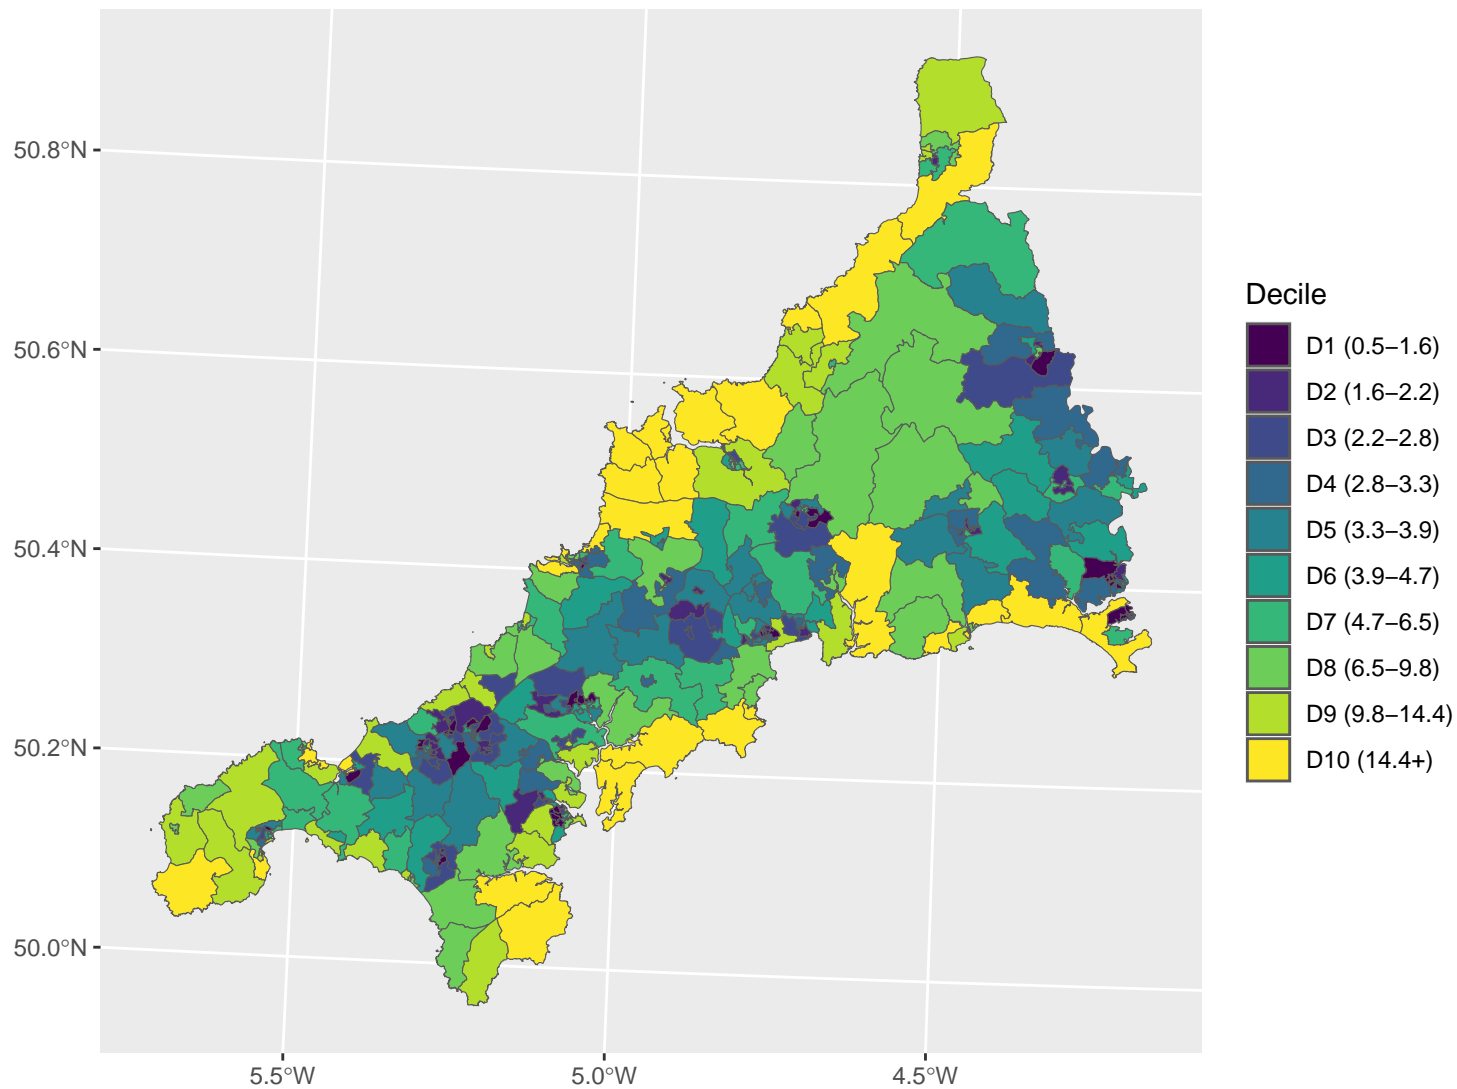 50.8°N
50.6°N
50.4°N
50.2°N
50.0°N
5.5°W
5.0°W
4.5°W
Decile
D1 (0.5–1.6)
D2 (1.6–2.2)
D3 (2.2–2.8)
D4 (2.8–3.3)
D5 (3.3–3.9)
D6 (3.9–4.7)
D7 (4.7–6.5)
D8 (6.5–9.8)
D9 (9.8–14.4)
D10 (14.4+)